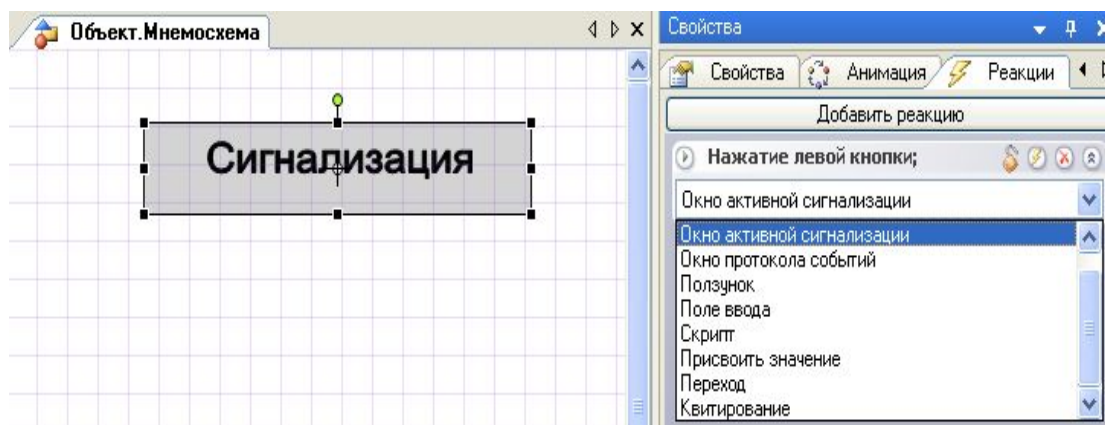 Объект.Мнемосхема
Сигнализация
Свойства
Свойства Анимация Реакции
Добавить реакцию
Нажатие левой кнопки;
Окно активной сигнализации
Окно активной сигнализации
Окно протокола событий
Ползунок
Поле ввода
Скрипт
Присвоить значение
Переход
Квитирование